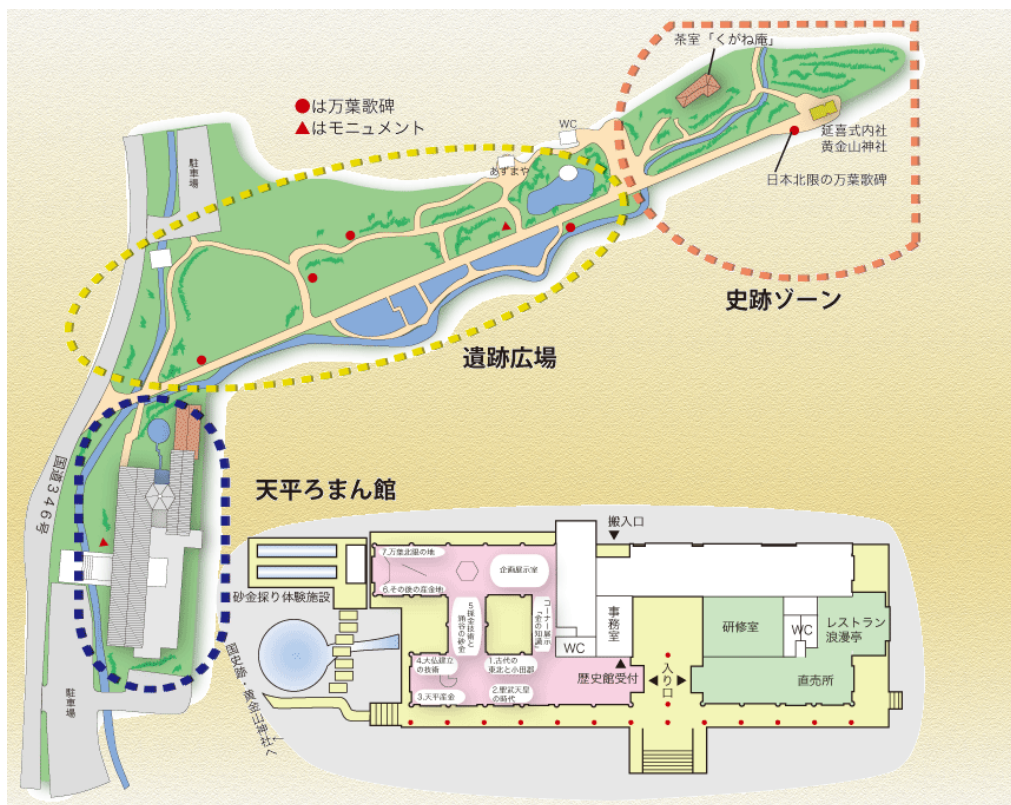 茶室「くがね庵」
●は万葉歌碑
▲はモニュメント
WC
延喜式内社
黄金山神社
駐車場
あずまや
日本北限の万葉歌碑
史跡ゾーン
遺跡広場
国道346号
天平ろまん館
搬入口
7.万葉北限の地
企画展示室
6.その後の産金地
砂金採り体験施設
5.採金技術と
涌谷の砂金
コーナー展示
「金の知識」
事務室
研修室
WC
レストラン
浪漫亭
WC
国史跡・黄金山神社へ
4.大仏建立
の技術
1.古代の
東北と小田郡
歴史館受付
入り口
直売所
3.天平産金
2.聖武天皇
の時代
駐車場